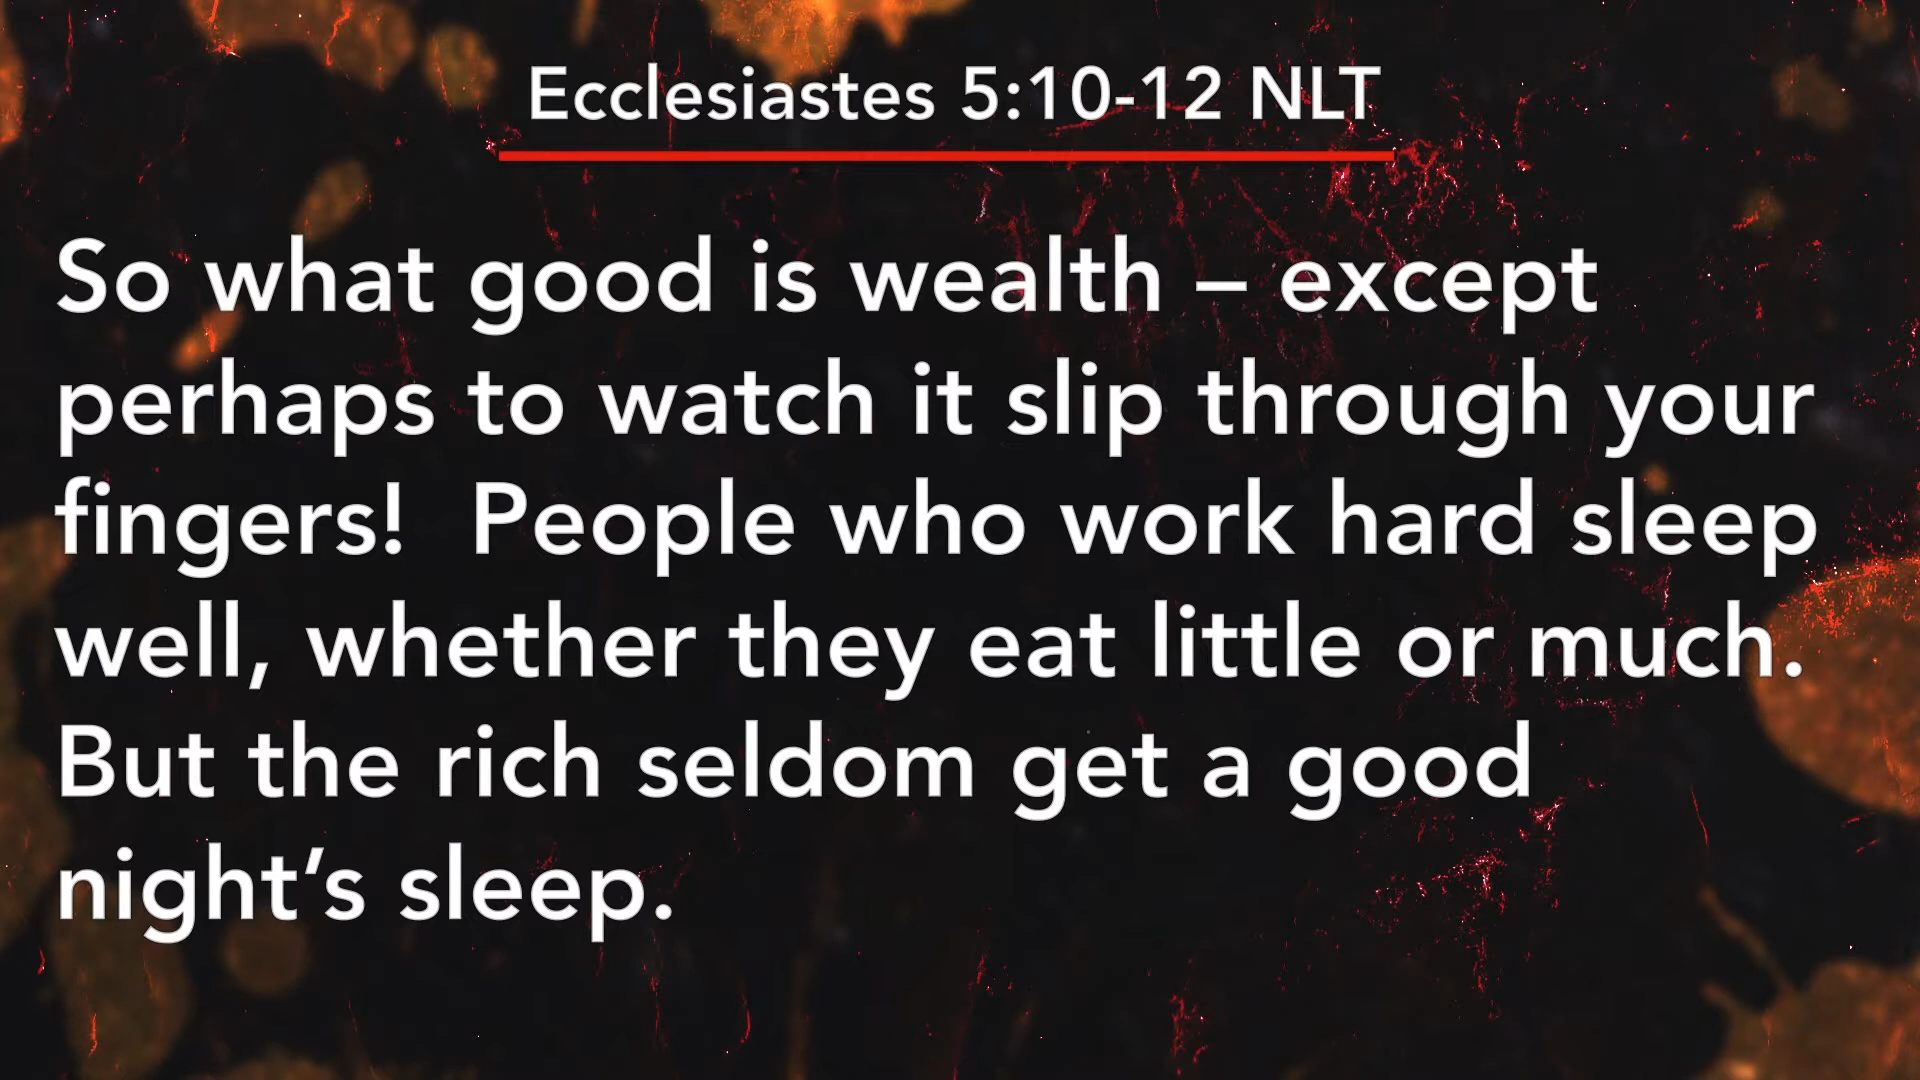 Ecclesiastes 5:10-12 NLT
So what good is wealth – except
perhaps to watch it slip through your
fingers!  People who work hard sleep
well, whether they eat little or much.
But the rich seldom get a good
night’s sleep.